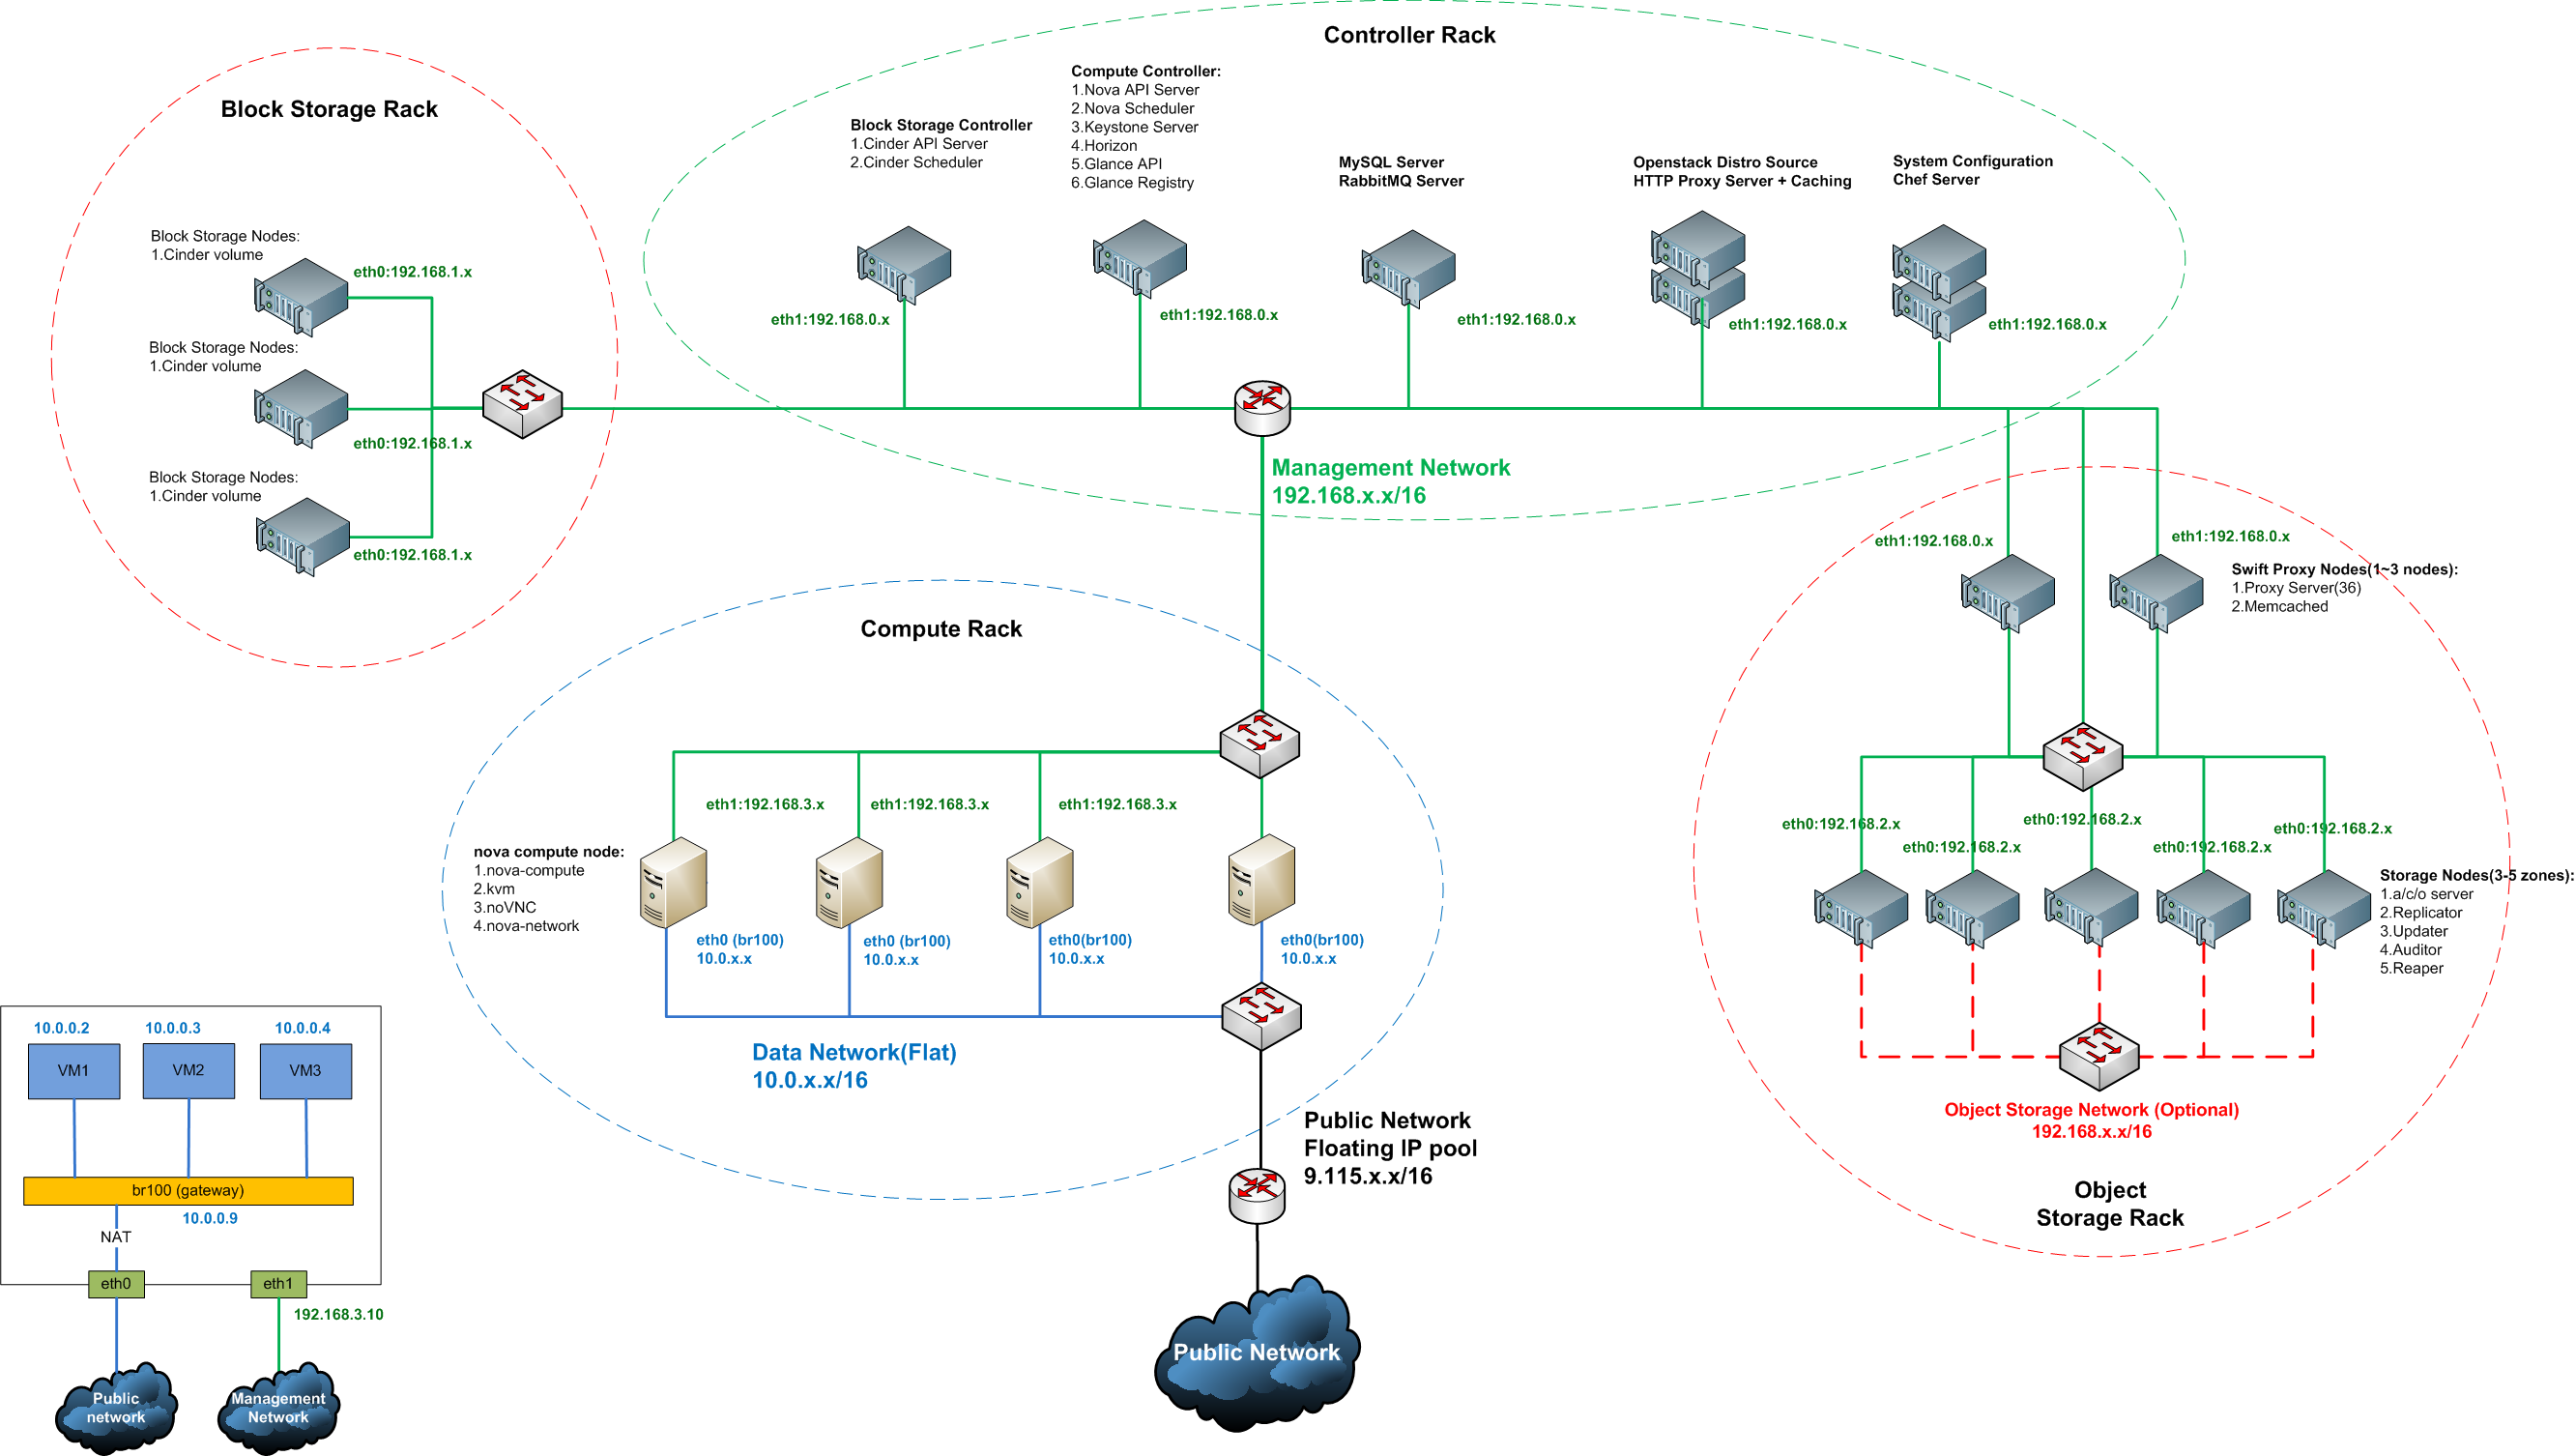 Controller Rack
Block Storage Rack
Compute Controller:
1.Nova API Server
2.Nova Scheduler
3.Keystone Server
4.Horizon
5.Glance API
6.Glance Registry
Block Storage Controller
1.Cinder API Server
2.Cinder Scheduler
MySQL Server
RabbitMQ Server
Openstack Distro Source
HTTP Proxy Server + Caching
System Configuration
Chef Server
eth1:192.168.0.x
eth1:192.168.0.x
eth1:192.168.0.x
eth1:192.168.0.x
eth1:192.168.0.x
Block Storage Nodes:
1.Cinder volume
eth0:192.168.1.x
Block Storage Nodes:
1.Cinder volume
eth0:192.168.1.x
Block Storage Nodes:
1.Cinder volume
eth0:192.168.1.x
Management Network
192.168.x.x/16
eth1:192.168.0.x
eth1:192.168.0.x
Swift Proxy Nodes(1~3 nodes):
1.Proxy Server(36)
2.Memcached
Compute Rack
eth1:192.168.3.x
eth1:192.168.3.x
eth1:192.168.3.x
nova compute node:
1.nova-compute
2.kvm
3.noVNC
4.nova-network
eth0 (br100)
10.0.x.x
eth0 (br100)
10.0.x.x
eth0(br100)
10.0.x.x
eth0(br100)
10.0.x.x
Data Network(Flat)
10.0.x.x/16
eth0:192.168.2.x
eth0:192.168.2.x
eth0:192.168.2.x
eth0:192.168.2.x
eth0:192.168.2.x
Storage Nodes(3-5 zones):
1.a/c/o server
2.Replicator
3.Updater
4.Auditor
5.Reaper
Object Storage Network (Optional)
192.168.x.x/16
Object
Storage Rack
Public Network
Floating IP pool
9.115.x.x/16
Public Network
10.0.0.2
10.0.0.3
10.0.0.4
VM1
VM2
VM3
br100 (gateway)
10.0.0.9
NAT
eth0
eth1
192.168.3.10
Public
network
Management
Network